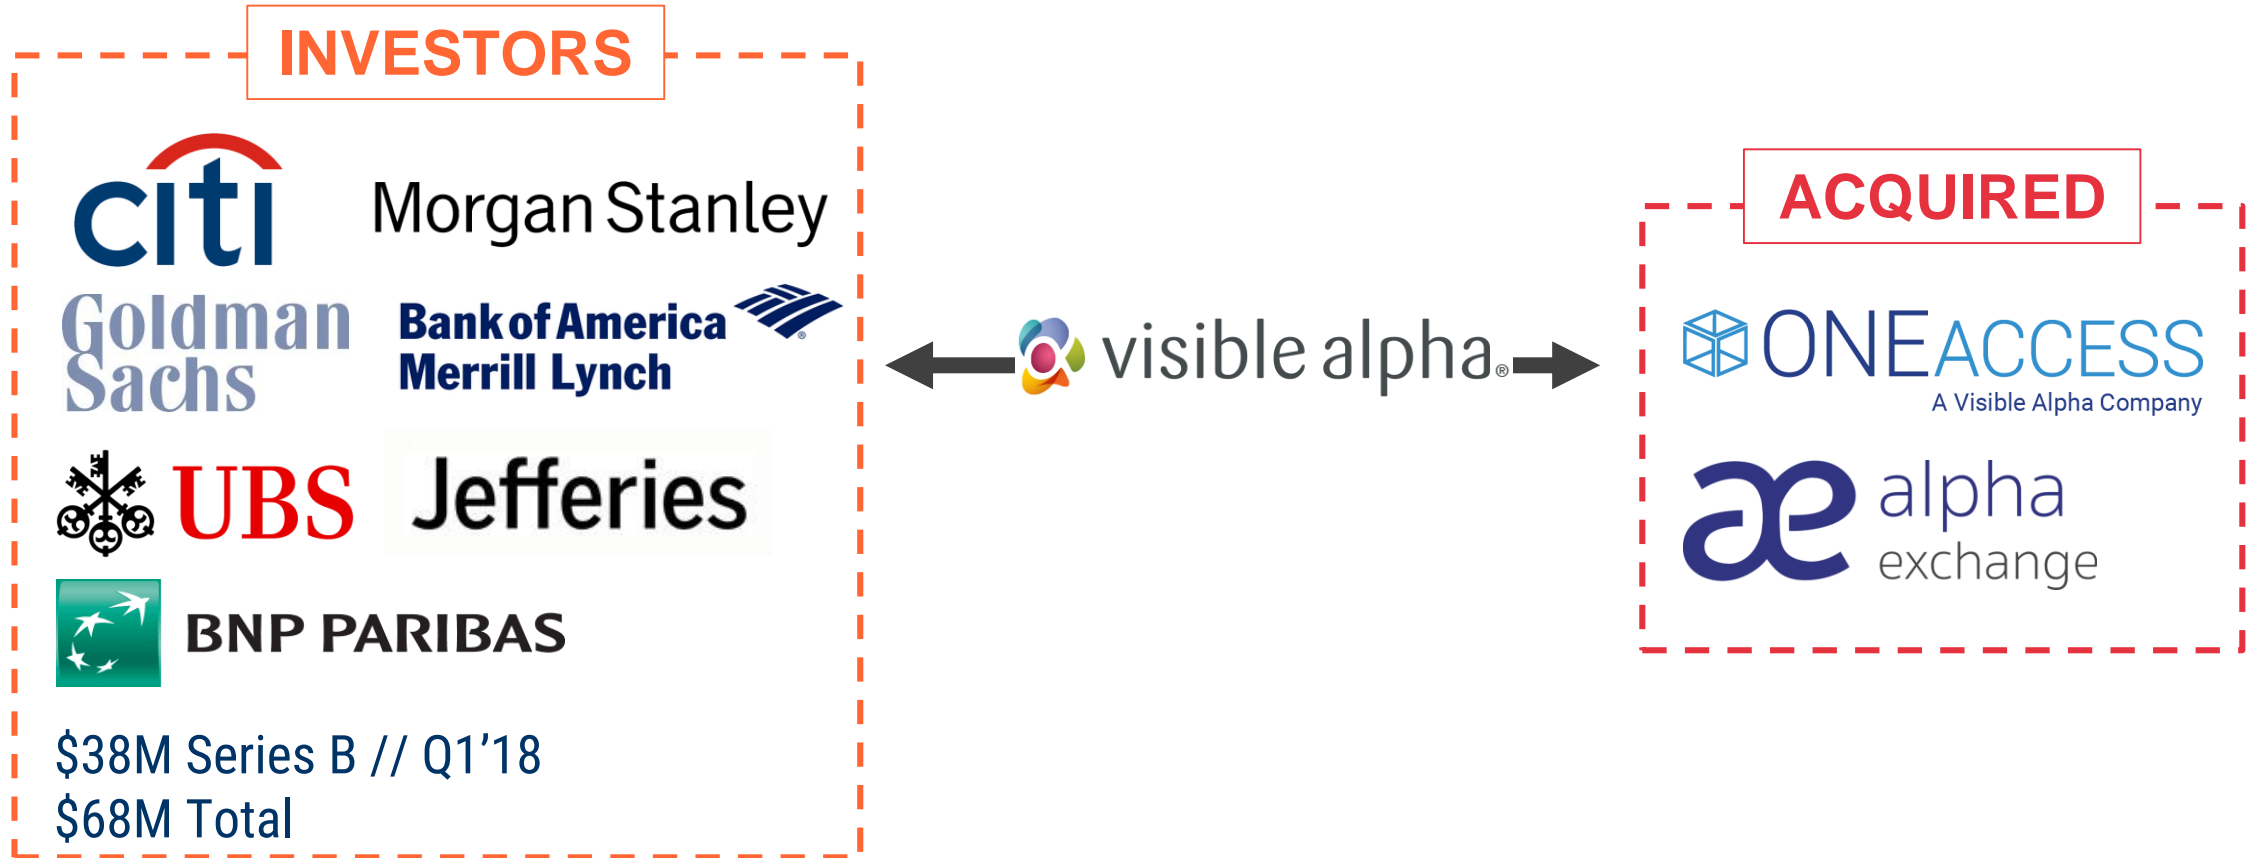 INVESTORS
citi
Morgan Stanley
Goldman
Sachs
Bank of America
Merrill Lynch
UBS
Jefferies
BNP PARIBAS
$38M Series B // Q1’18
$68M Total
visible alpha®
ACQUIRED
ONEACCESS
A Visible Alpha Company
ae alpha
exchange